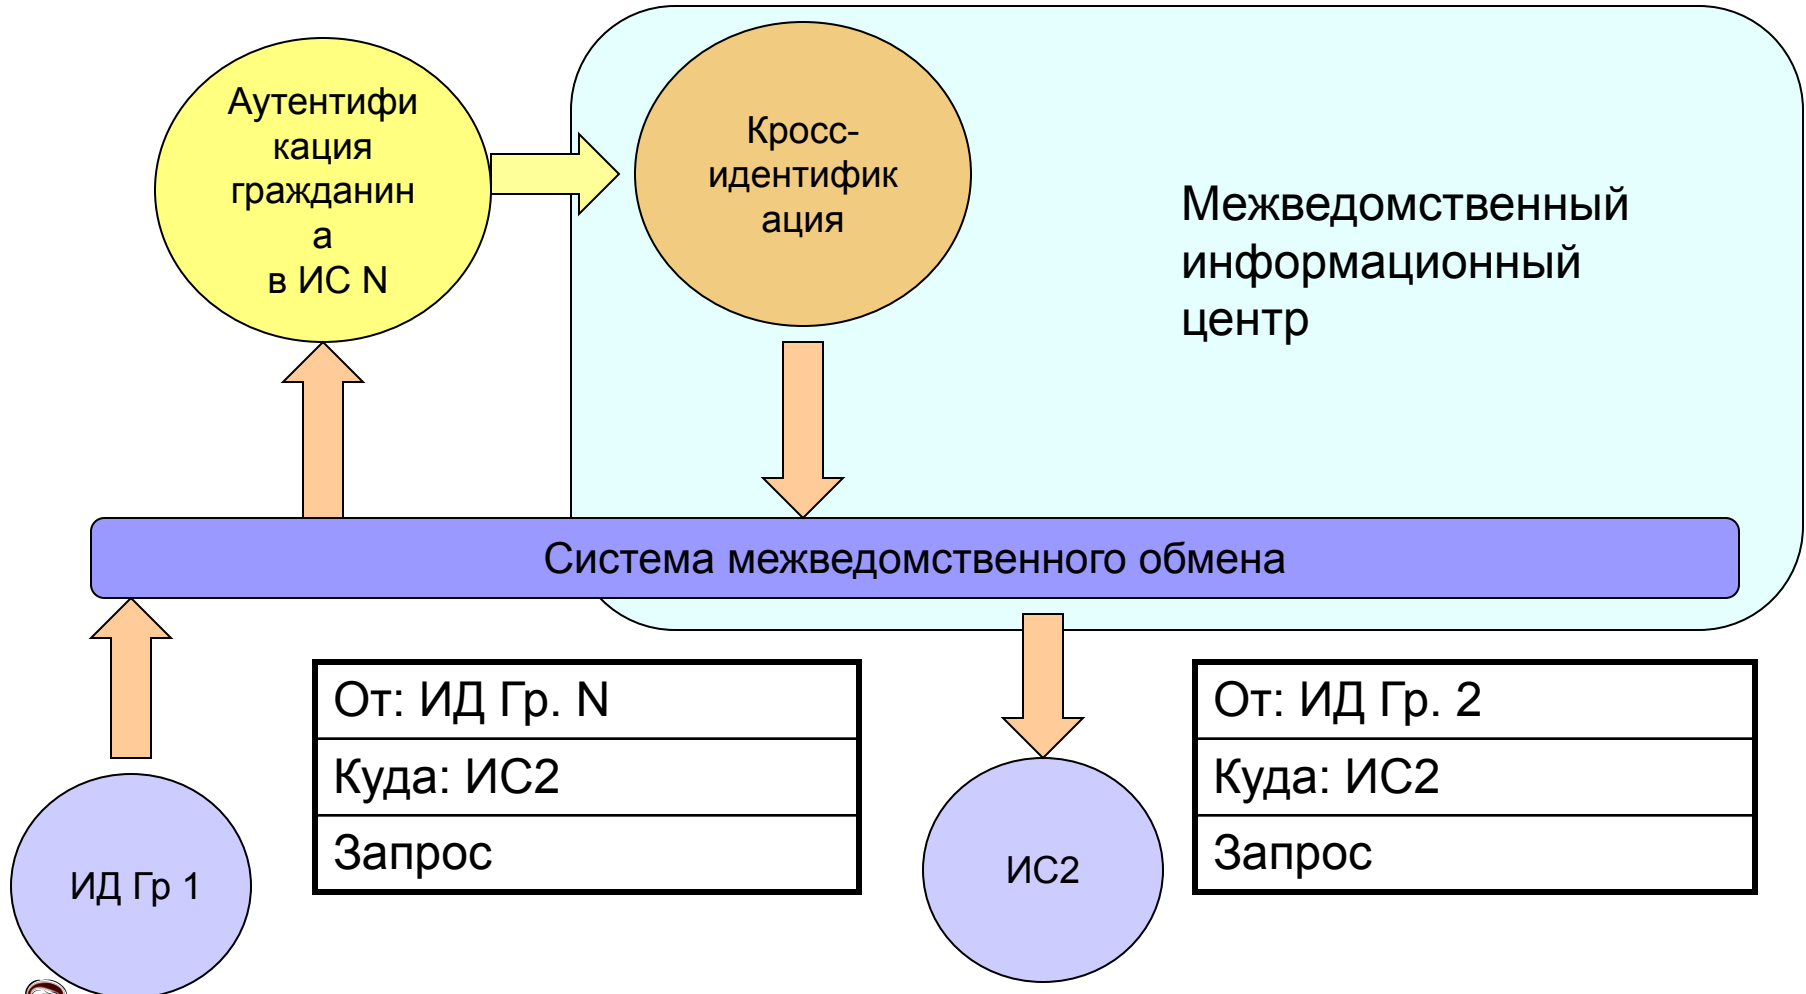 Аутентифи
кация
гражданин
а
в ИС N
Кросс-
идентифик
ация
Межведомственный
информационный
центр
Система межведомственного обмена
От: ИД Гр. N
Куда: ИС2
Запрос
От: ИД Гр. 2
Куда: ИС2
Запрос
ИД Гр 1
ИС2